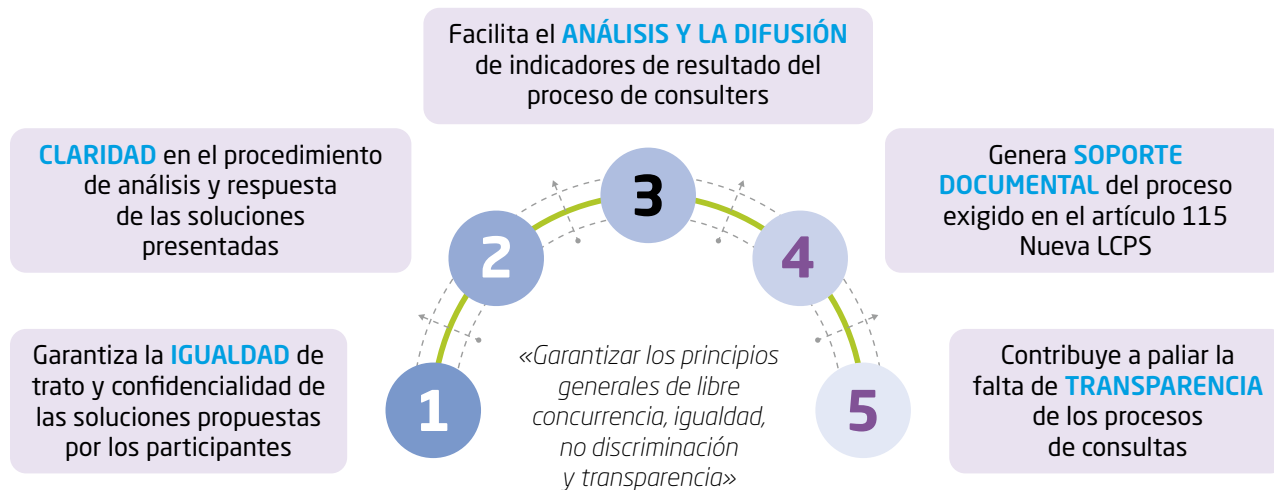 Facilita el ANÁLISIS Y LA DIFUSIÓN
de indicadores de resultado del
proceso de consulters
CLARIDAD en el procedimiento
de análisis y respuesta
de las soluciones
presentadas
Genera SOPORTE
DOCUMENTAL del proceso
exigido en el artículo 115
Nueva LCPS
3
2
4
Garantiza la IGUALDAD de
trato y confidencialidad de
las soluciones propuestas
por los participantes
1
«Garantizar los principios
generales de libre
concurrencia, igualdad,
no discriminación
y transparencia»
5
Contribuye a paliar la
falta de TRANSPARENCIA
de los procesos
de consultas